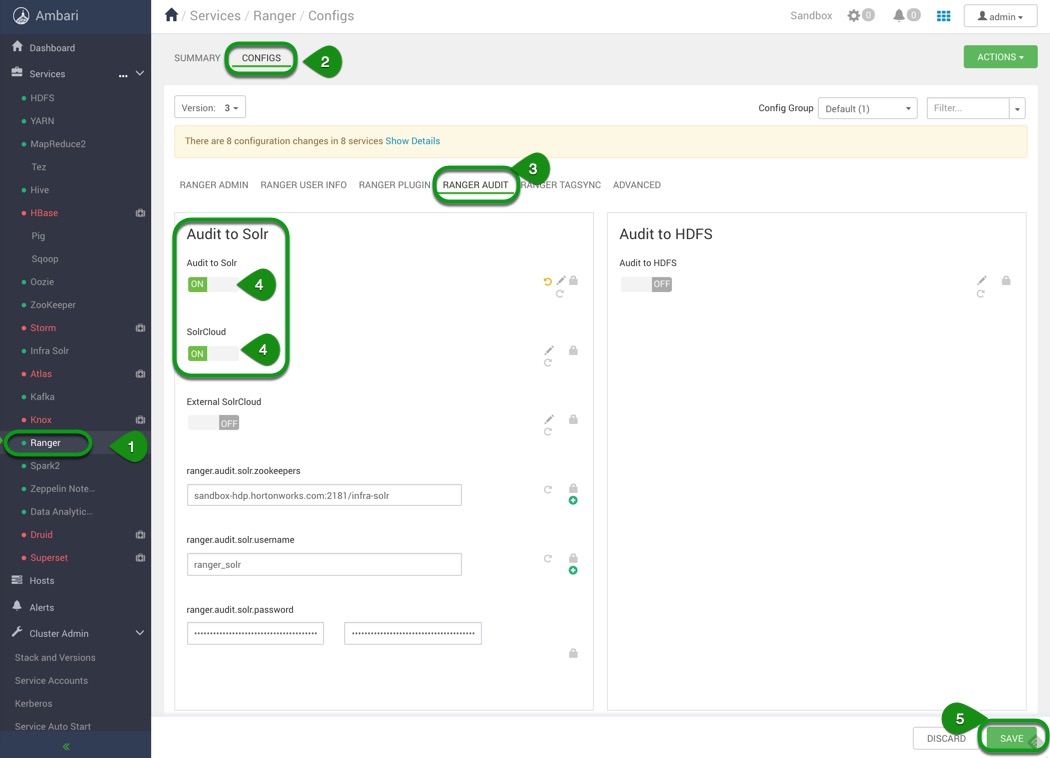 Ambari
Services / Ranger / Configs
Sandbox 0 0 admin
Dashboard
Services ...
HDFS
YARN
MapReduce2
Tez
Hive
HBase
Pig
Sqoop
Oozie
ZooKeeper
Storm
Infra Solr
Atlas
Kafka
Knox
Ranger
1
Spark2
Zeppelin Note...
Data Analytic...
Druid
Superset
Hosts
Alerts
Cluster Admin
Stack and Versions
Service Accounts
Kerberos
Service Auto Start
SUMMARY CONFIGS 2 ACTIONS
Version: 3 Config Group Default (1) Filter...
There are 8 configuration changes in 8 services Show Details
3
RANGER ADMIN RANGER USER INFO RANGER PLUGIN RANGER AUDIT RANGER TAGSYNC ADVANCED
Audit to Solr
Audit to Solr
ON 4
SolrCloud
ON 4
External SolrCloud
OFF
ranger.audit.solr.zookeepers
sandbox-hdp.hortonworks.com:2181/infra-solr
ranger.audit.solr.username
ranger_solr
ranger.audit.solr.password
Audit to HDFS
Audit to HDFS
OFF
5
DISCARD SAVE